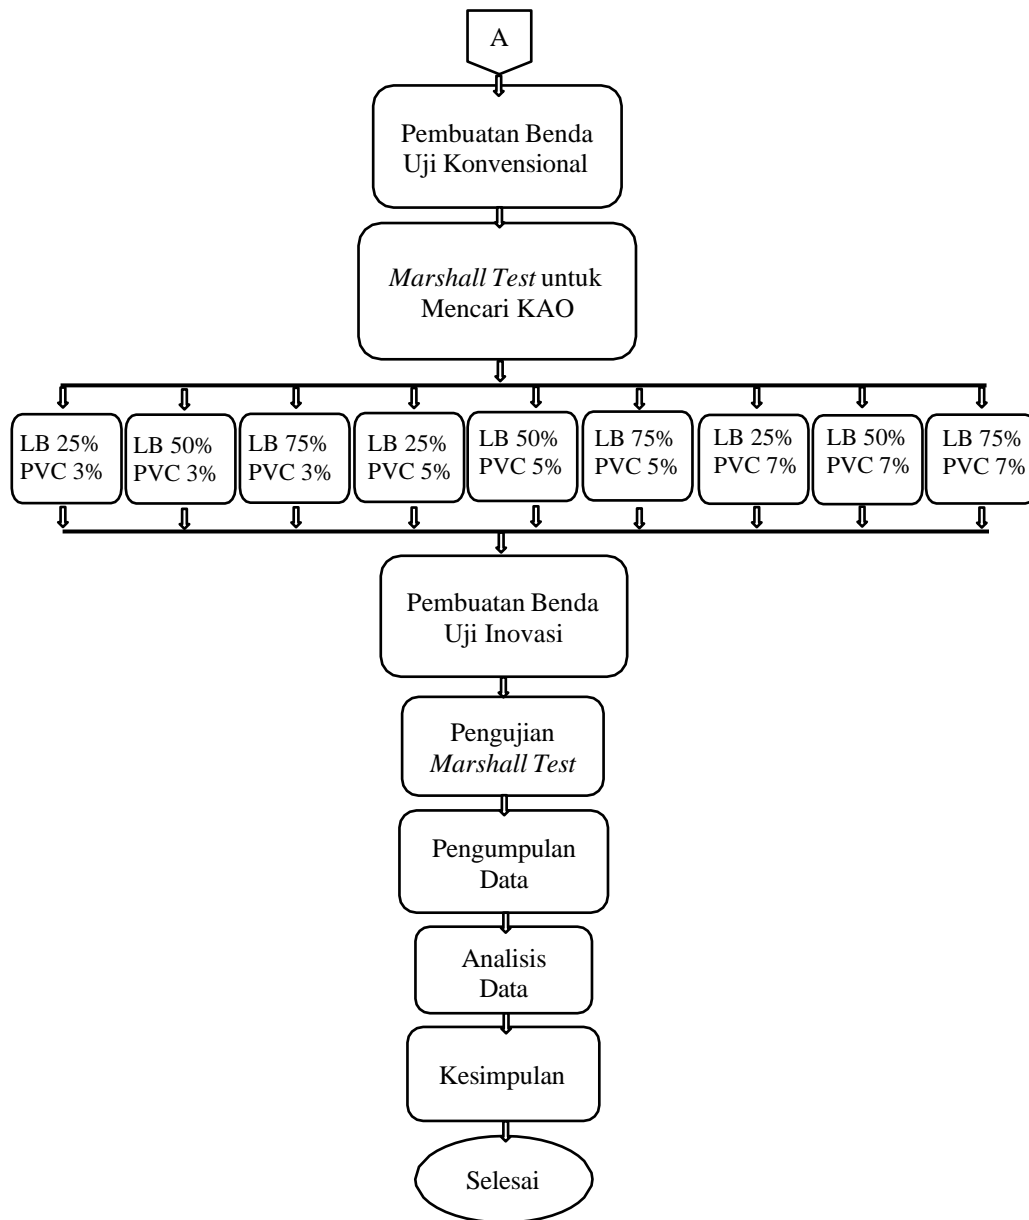 A
Pembuatan Benda
Uji Konvensional
Marshall Test untuk
Mencari KAO
LB 25%
PVC 3%
LB 50%
PVC 3%
LB 75%
PVC 3%
LB 25%
PVC 5%
LB 50%
PVC 5%
LB 75%
PVC 5%
LB 25%
PVC 7%
LB 50%
PVC 7%
LB 75%
PVC 7%
Pembuatan Benda
Uji Inovasi
Pengujian
Marshall Test
Pengumpulan
Data
Analisis
Data
Kesimpulan
Selesai